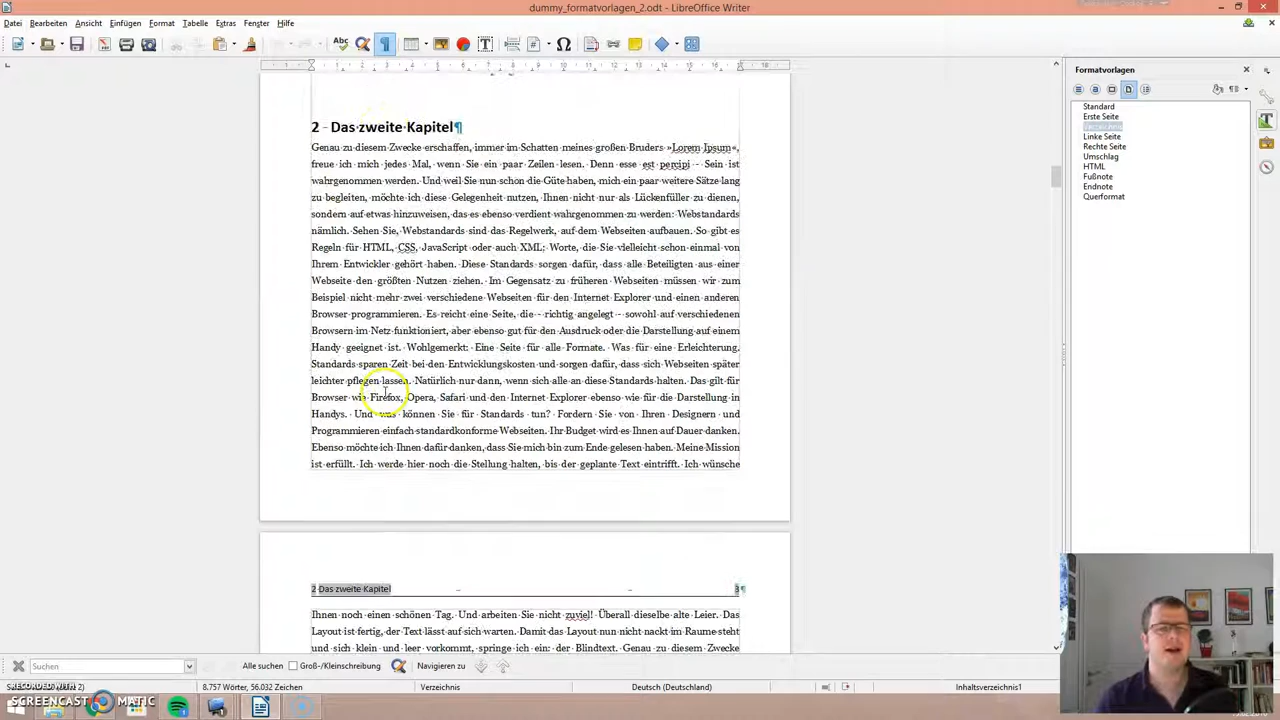 dummy_formatvorlagen_2.odt - LibreOffice Writer
Datei Bearbeiten Ansicht Einfügen Format Tabelle Extras Fenster Hilfe
Formatvorlagen
Standard
Erste Seite
Linke Seite
Rechte Seite
Umschlag
HTML
Fußnote
Endnote
Querformat
2 - Das zweite Kapitel¶
Genau zu diesem Zwecke erschaffen, immer im Schatten meines großen Bruders »Lorem Ipsum«,
freue ich mich jedes Mal, wenn Sie ein paar Zeilen lesen. Denn esse est percipi - Sein ist
wahrgenommen werden. Und weil Sie nun schon die Güte haben, mich ein paar weitere Sätze lang
zu begleiten, möchte ich diese Gelegenheit nutzen, Ihnen nicht nur als Lückenfüller zu dienen,
sondern auf etwas hinzuweisen, das es ebenso verdient wahrgenommen zu werden: Webstandards
nämlich. Sehen Sie, Webstandards sind das Regelwerk, auf dem Webseiten aufbauen. So gibt es
Regeln für HTML, CSS, JavaScript oder auch XML; Worte, die Sie vielleicht schon einmal von
Ihrem Entwickler gehört haben. Diese Standards sorgen dafür, dass alle Beteiligten aus einer
Webseite den größten Nutzen ziehen. Im Gegensatz zu früheren Webseiten müssen wir zum
Beispiel nicht mehr zwei verschiedene Webseiten für den Internet Explorer und einen anderen
Browser programmieren. Es reicht eine Seite, die - richtig angelegt - sowohl auf verschiedenen
Browsern im Netz funktioniert, aber ebenso gut für den Ausdruck oder die Darstellung auf einem
Handy geeignet ist. Wohlgemerkt: Eine Seite für alle Formate. Was für eine Erleichterung.
Standards sparen Zeit bei den Entwicklungskosten und sorgen dafür, dass sich Webseiten später
leichter pflegen lassen. Natürlich nur dann, wenn sich alle an diese Standards halten. Das gilt für
Browser wie Firefox, Opera, Safari und den Internet Explorer ebenso wie für die Darstellung in
Handys. Und was können Sie für Standards tun? Fordern Sie von Ihren Designern und
Programmieren einfach standardkonforme Webseiten. Ihr Budget wird es Ihnen auf Dauer danken.
Ebenso möchte ich Ihnen dafür danken, dass Sie mich bin zum Ende gelesen haben. Meine Mission
ist erfüllt. Ich werde hier noch die Stellung halten, bis der geplante Text eintrifft. Ich wünsche
2 Das zweite Kapitel 3¶
Ihnen noch einen schönen Tag. Und arbeiten Sie nicht zuviel! Überall dieselbe alte Leier. Das
Layout ist fertig, der Text lässt auf sich warten. Damit das Layout nun nicht nackt im Raume steht
und sich klein und leer vorkommt, springe ich ein: der Blindtext. Genau zu diesem Zwecke
Suchen Alle suchen Groß-/Kleinschreibung Navigieren zu
8.757 Wörter, 56.032 Zeichen Verzeichnis Deutsch (Deutschland) Inhaltsverzeichnis1
RECORDED WITH
SCREENCAST MATIC